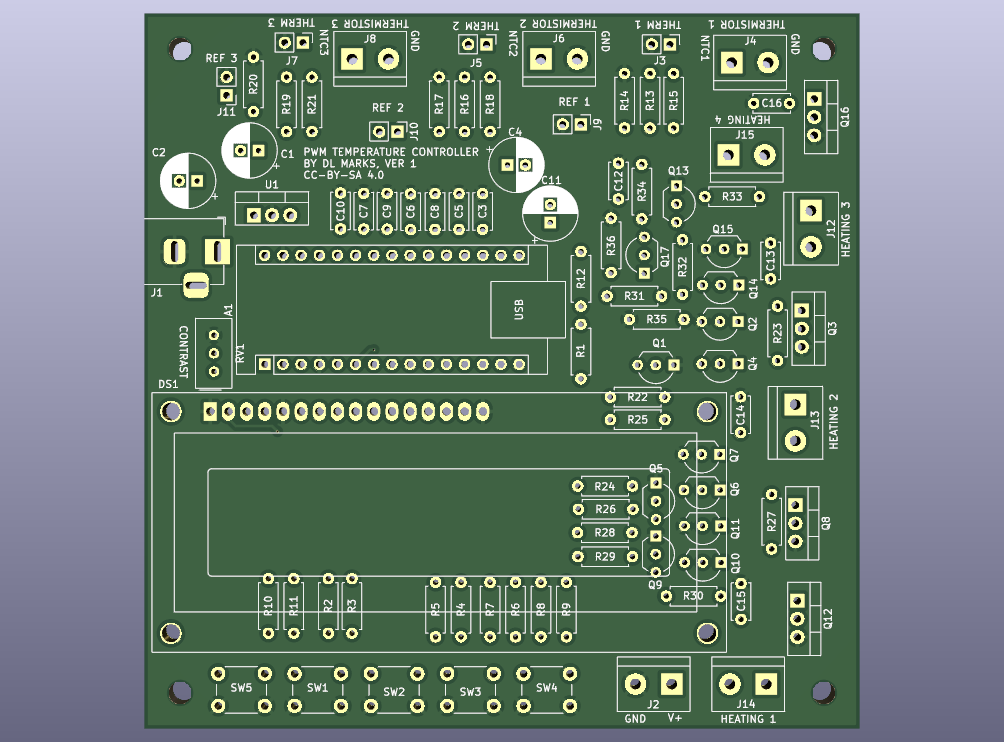 THERM 3
THERMISTOR 3
THERM 2
THERMISTOR 2
THERM 1
THERMISTOR 1
J7
NTC3
J8
GND
J5
NTC2
J6
GND
J3
NTC1
J4
GND
REF 3
R20
J11
R19
R21
REF 2
J10
R17
R16
R18
REF 1
J9
R14
R13
R15
C16
Q16
HEATING 4
J15
C2
C1
PWM TEMPERATURE CONTROLLER
BY DL MARKS, VER 1
CC-BY-SA 4.0
C4
C11
U1
C10
C7
C9
C6
C8
C5
C3
C12
R34
Q13
R33
J12
HEATING 3
R36
Q17
R32
Q15
C13
J1
A1
USB
R12
R31
Q14
R35
Q2
R23
Q3
CONTRAST
RV1
R1
Q1
Q4
DS1
R22
R25
C14
J13
HEATING 2
Q7
Q5
R24
Q6
R26
R28
Q11
R27
Q8
R29
Q10
Q9
R30
C15
Q12
R10
R11
R2
R3
R5
R4
R7
R6
R8
R9
SW5
SW1
SW2
SW3
SW4
J2
GND
V+
J14
HEATING 1